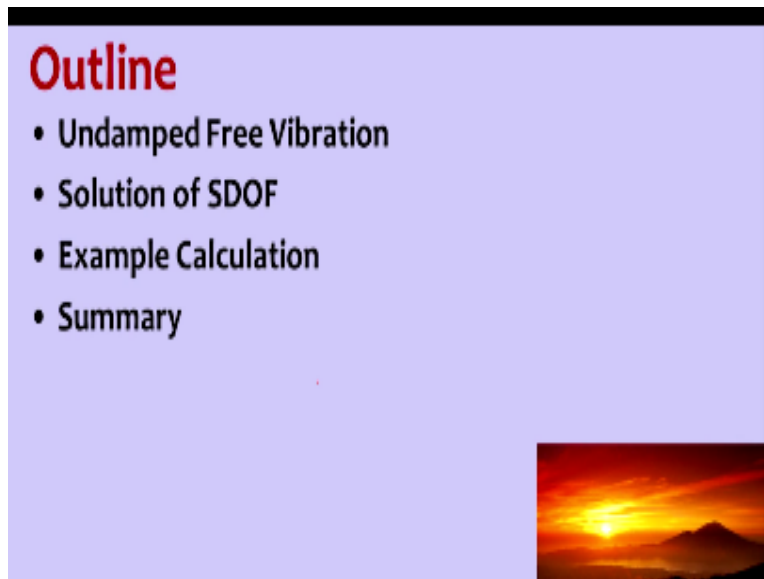 Outline
• Undamped Free Vibration
• Solution of SDOF
• Example Calculation
• Summary